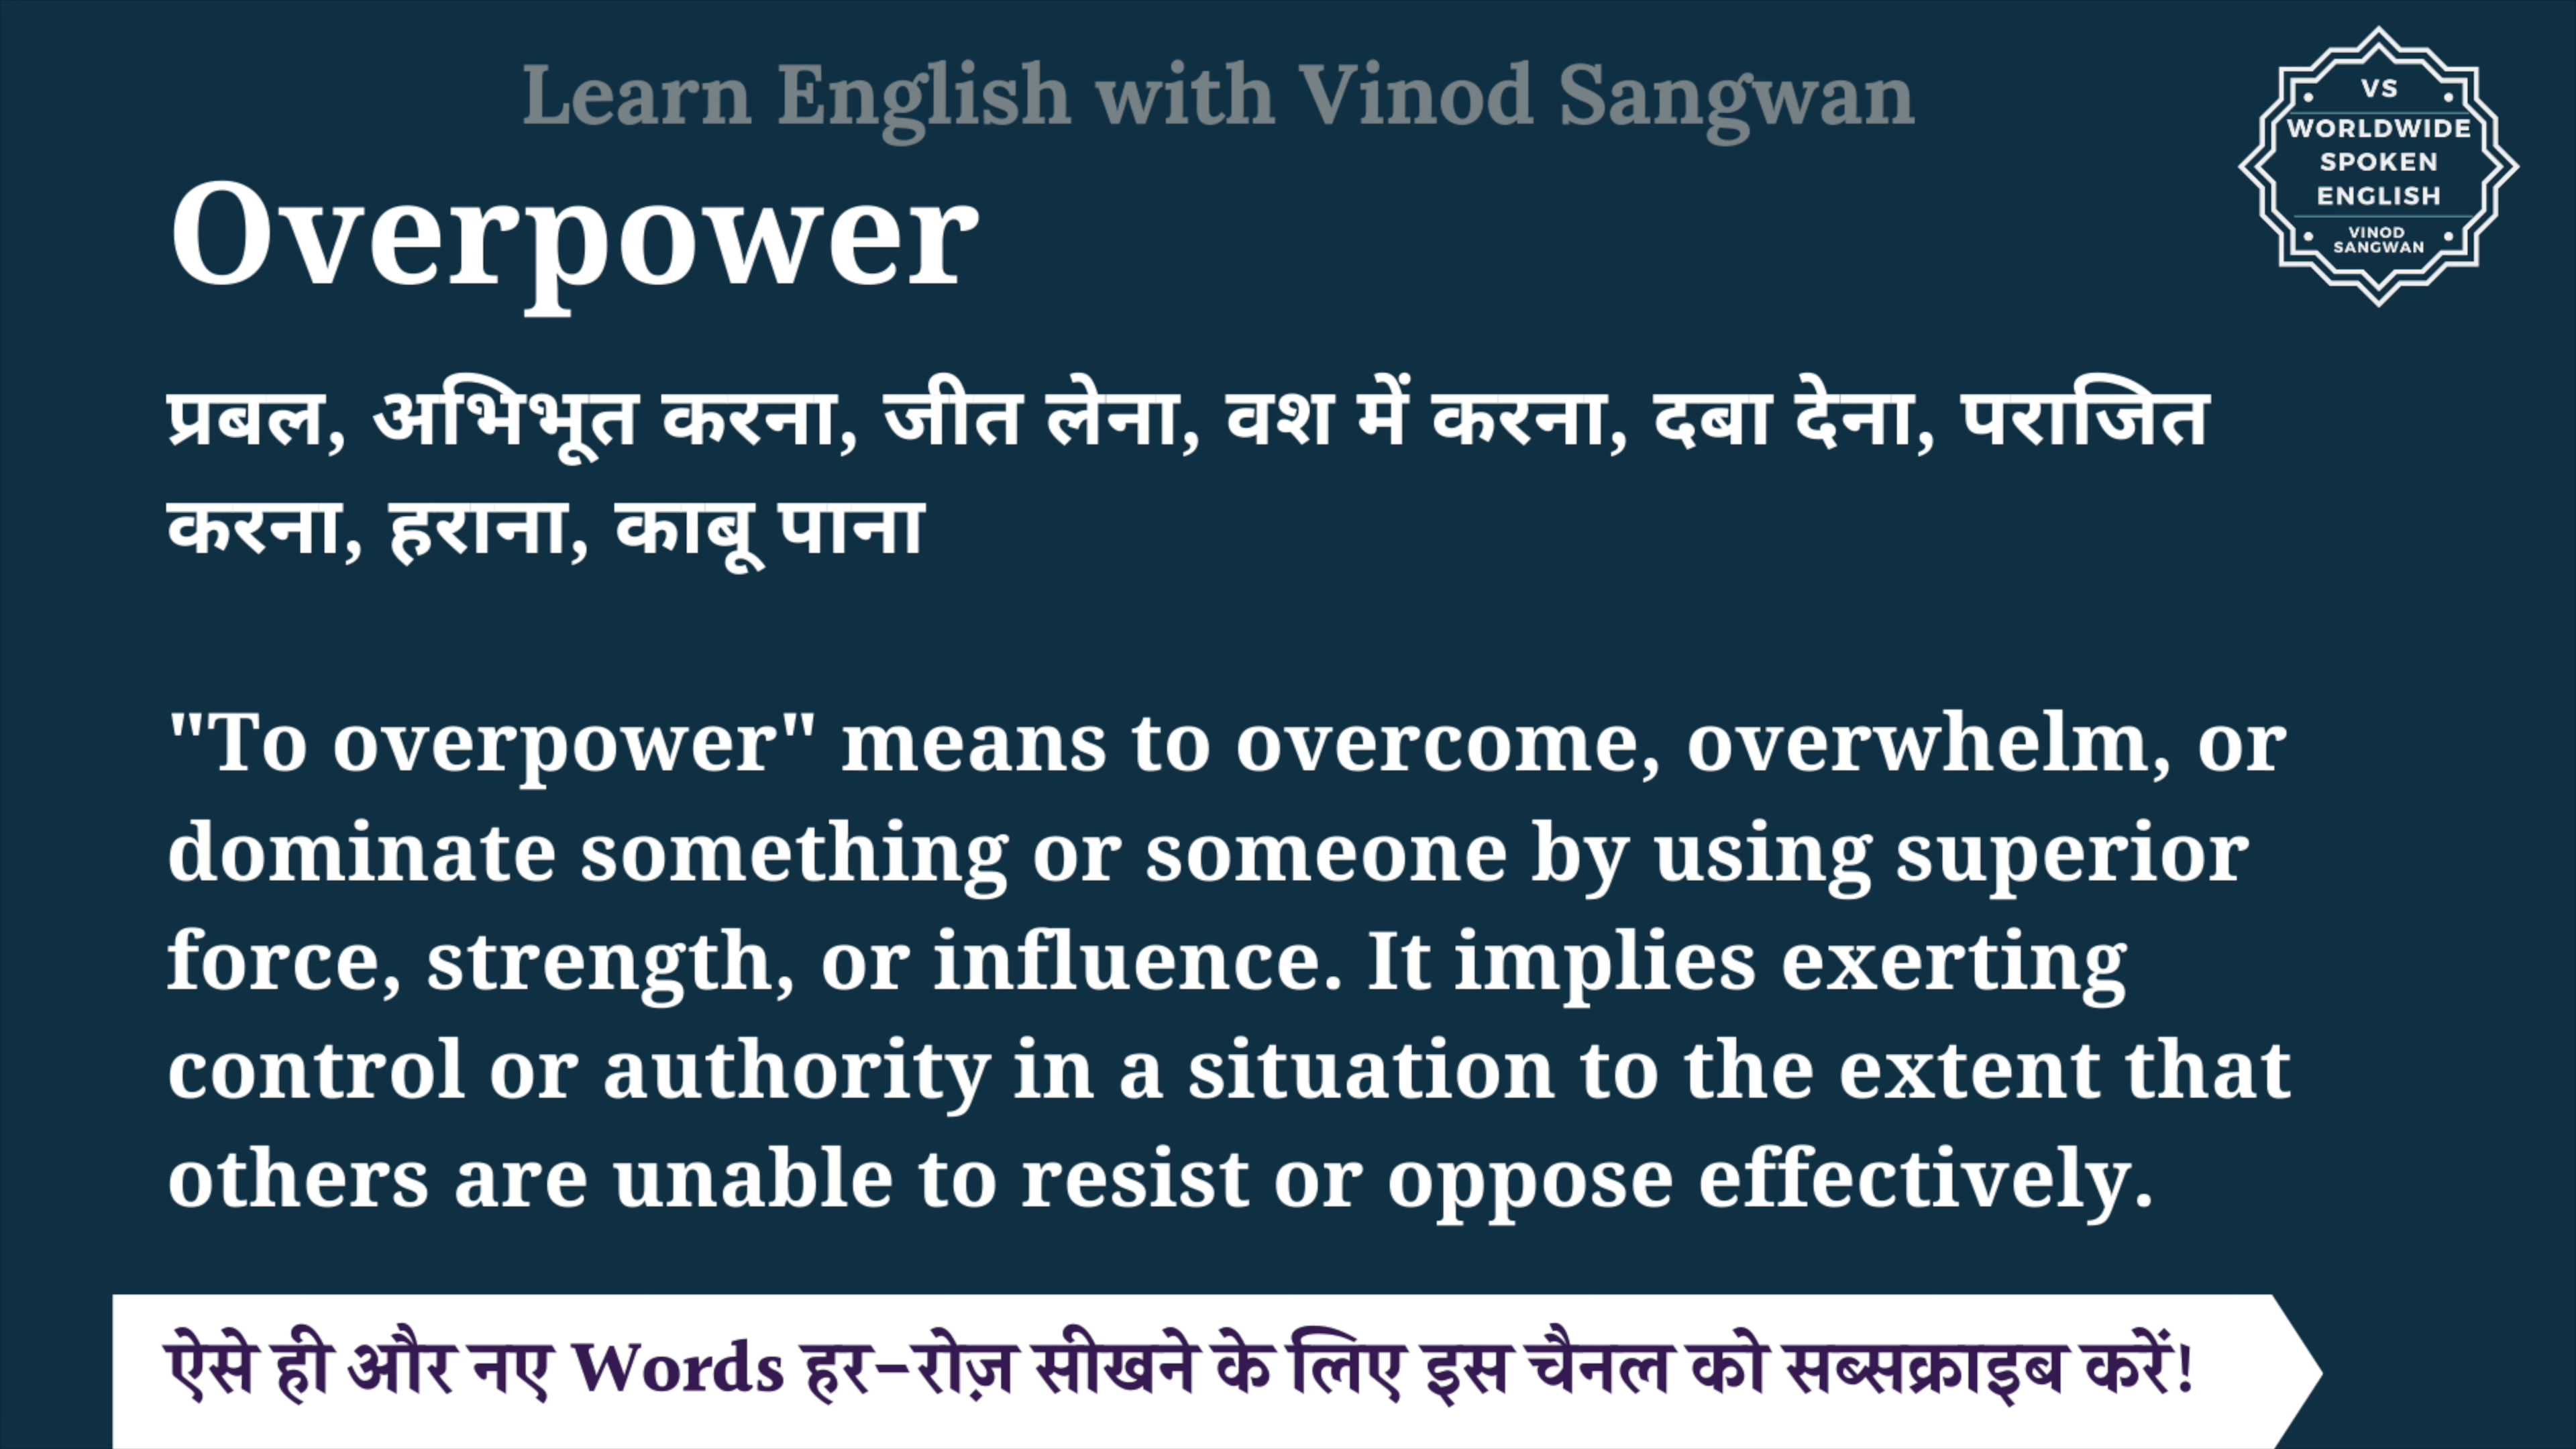 Learn English with Vinod Sangwan
VS
WORLDWIDE
SPOKEN
ENGLISH
VINOD
SANGWAN
Overpower
प्रबल, अभिभूत करना, जीत लेना, वश में करना, दबा देना, पराजित
करना, हराना, काबू पाना
"To overpower" means to overcome, overwhelm, or
dominate something or someone by using superior
force, strength, or influence. It implies exerting
control or authority in a situation to the extent that
others are unable to resist or oppose effectively.
ऐसे ही और नए Words हर-रोज़ सीखने के लिए इस चैनल को सब्सक्राइब करें!